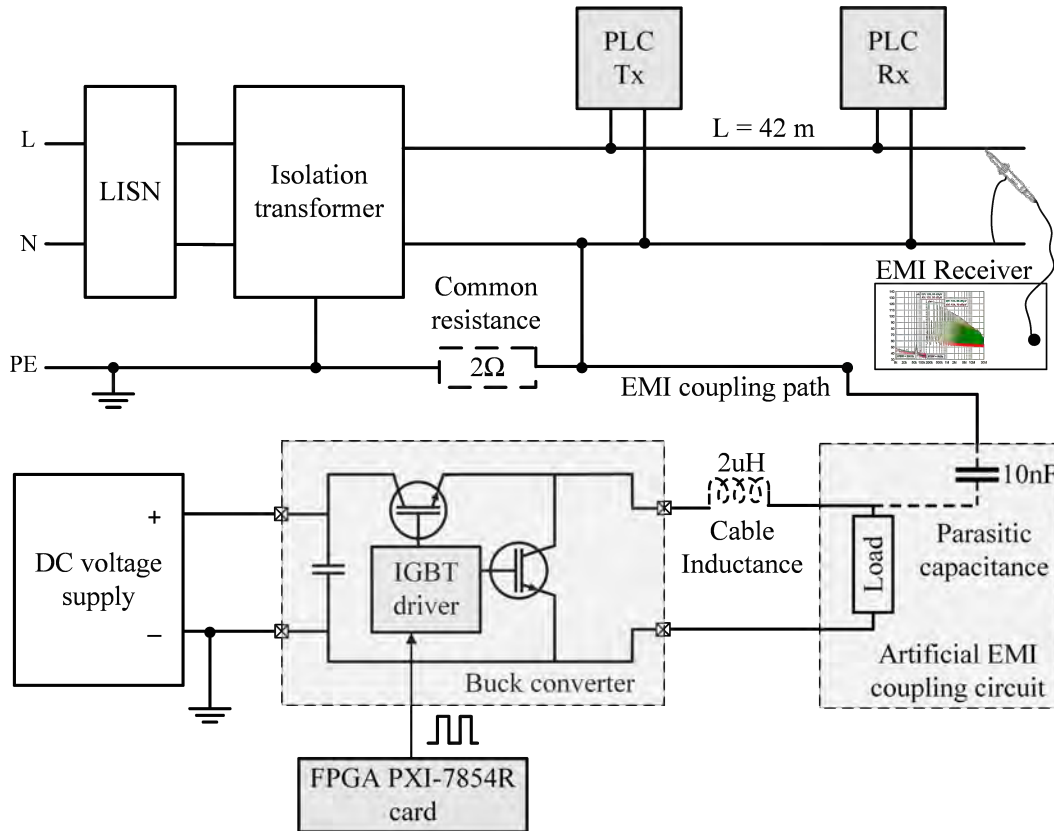 PLC
Tx
PLC
Rx
L = 42 m
L
LISN
Isolation
transformer
N
EMI Receiver
Common
resistance
PE
2Ω
EMI coupling path
2uH
10nF
+
DC voltage
supply
−
IGBT
driver
Cable
Inductance
Load
Parasitic
capacitance
Buck converter
Artificial EMI
coupling circuit
FPGA PXI-7854R
card